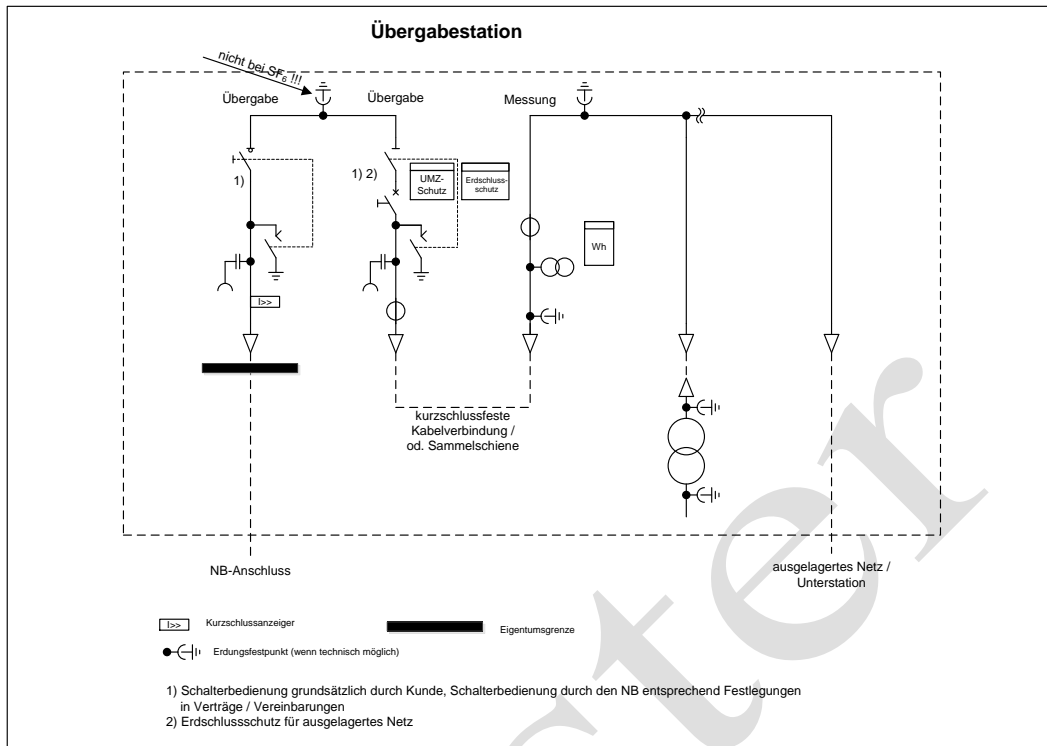 Übergabestation
nicht bei SF6 !!!
Übergabe
Übergabe
Messung
1)
1) 2)
UMZ-
Schutz
Erdschluss-
schutz
Wh
I>>
kurzschlussfeste
Kabelverbindung /
od. Sammelschiene
NB-Anschluss
ausgelagertes Netz /
Unterstation
I>> Kurzschlussanzeiger
Eigentumsgrenze
Erdungsfestpunkt (wenn technisch möglich)
1) Schalterbedienung grundsätzlich durch Kunde, Schalterbedienung durch den NB entsprechend Festlegungen
in Verträge / Vereinbarungen
2) Erdschlussschutz für ausgelagertes Netz
ster